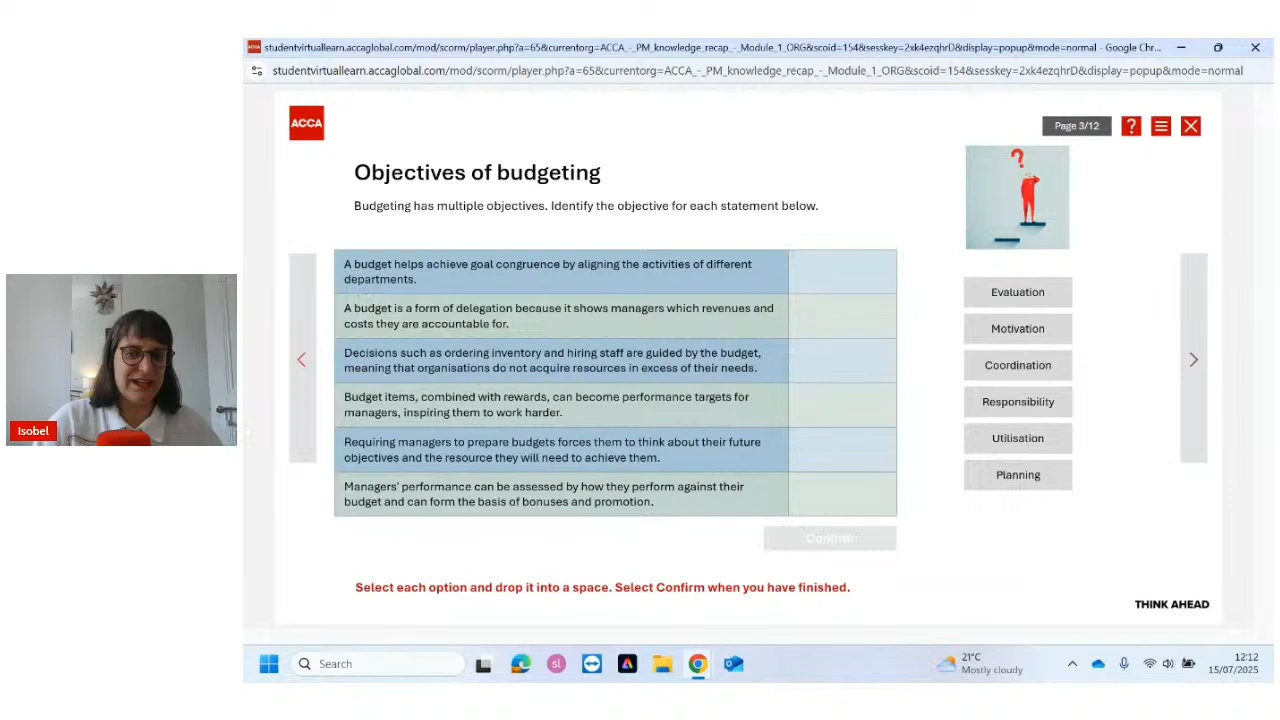 ACCA studentvirtuallearn.accaglobal.com/mod/scorm/player.php?a=65&currentorg=ACCA_-_PM_knowledge_recap_-_Module_1_ORG&scoid=154&sesskey=2xk4ezqhrD&display=popup&mode=normal - Google Chr...
studentvirtuallearn.accaglobal.com/mod/scorm/player.php?a=65&currentorg=ACCA_-_PM_knowledge_recap_-_Module_1_ORG&scoid=154&sesskey=2xk4ezqhrD&display=popup&mode=normal
ACCA
Page 3/12
?
Objectives of budgeting
Budgeting has multiple objectives. Identify the objective for each statement below.
?
A budget helps achieve goal congruence by aligning the activities of different
departments.
A budget is a form of delegation because it shows managers which revenues and
costs they are accountable for.
Decisions such as ordering inventory and hiring staff are guided by the budget,
meaning that organisations do not acquire resources in excess of their needs.
Budget items, combined with rewards, can become performance targets for
managers, inspiring them to work harder.
Requiring managers to prepare budgets forces them to think about their future
objectives and the resource they will need to achieve them.
Managers' performance can be assessed by how they perform against their
budget and can form the basis of bonuses and promotion.
Evaluation
Motivation
Coordination
Responsibility
Utilisation
Planning
Confirm
Select each option and drop it into a space. Select Confirm when you have finished.
THINK AHEAD
Isobel
Search
sl
21°C
Mostly cloudy
12:12
15/07/2025